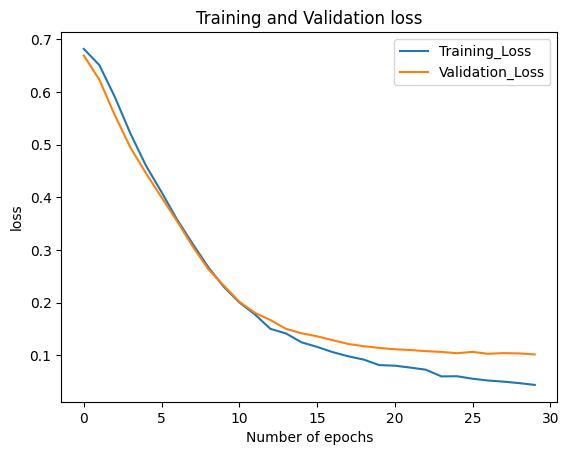 Training and Validation loss
Training_Loss
Validation_Loss
0.7
0.6
0.5
0.4
0.3
0.2
0.1
loss
0
5
10
15
20
25
30
Number of epochs